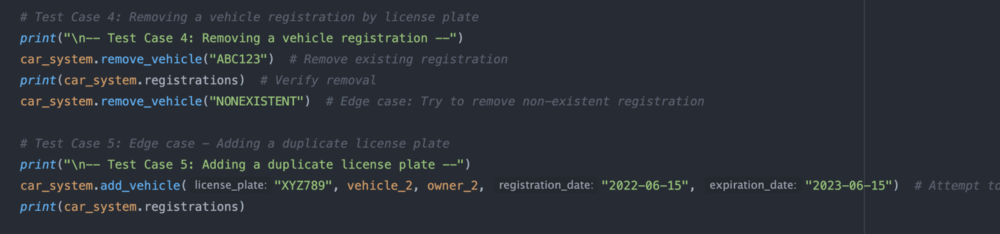 # Test Case 4: Removing a vehicle registration by license plate
print("\n-- Test Case 4: Removing a vehicle registration --")
car_system.remove_vehicle("ABC123")  # Remove existing registration
print(car_system.registrations)  # Verify removal
car_system.remove_vehicle("NONEXISTENT")  # Edge case: Try to remove non-existent registration
# Test Case 5: Edge case - Adding a duplicate license plate
print("\n-- Test Case 5: Adding a duplicate license plate --")
car_system.add_vehicle( license_plate: "XYZ789", vehicle_2, owner_2, registration_date: "2022-06-15", expiration_date: "2023-06-15")  # Attempt to
print(car_system.registrations)